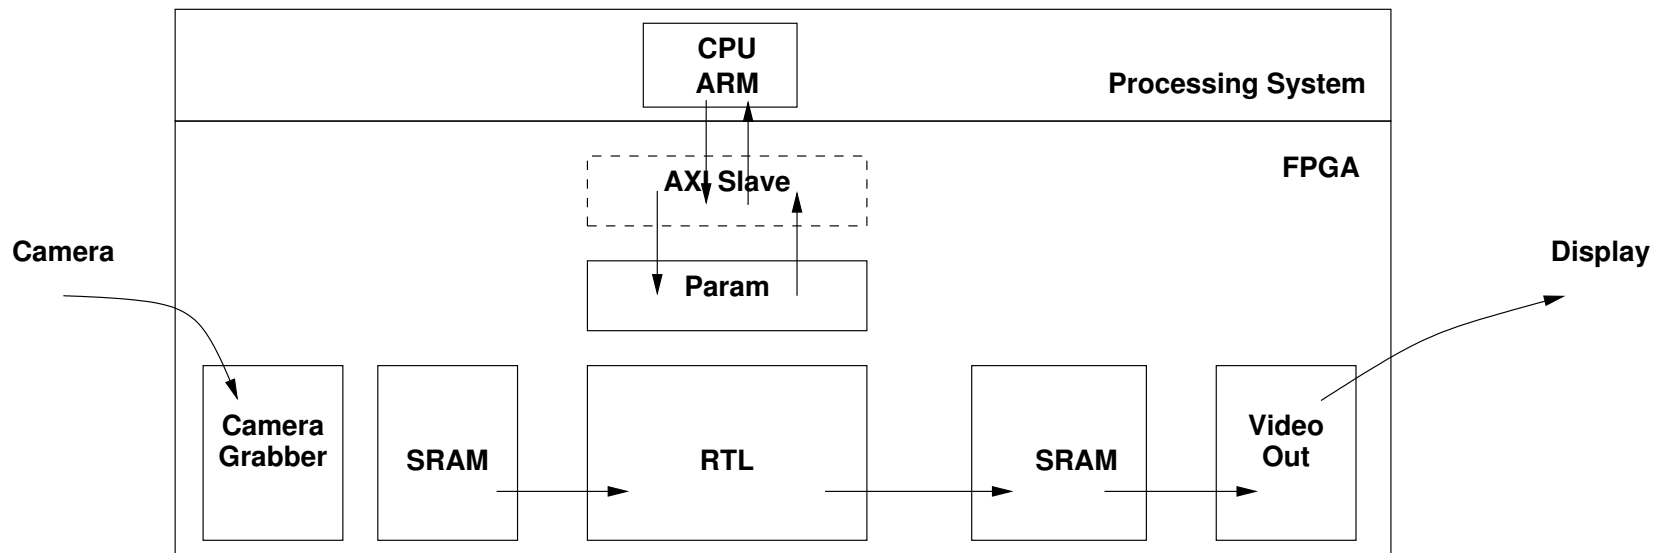 CPU
ARM
Processing System
AXI Slave
FPGA
Camera
Display
Param
Camera
Grabber
SRAM
RTL
SRAM
Video
Out